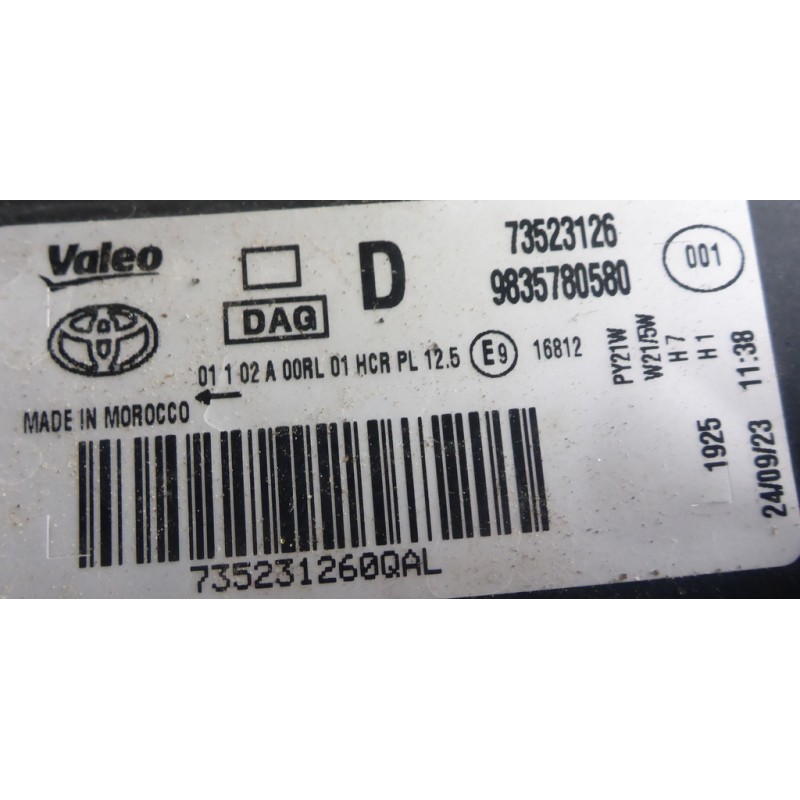 Valeo
D
73523126
9835780580
001
DAG
01 1 02 A 00RL 01 HCR PL 12.5
E9
16812
PY21W
W21/5W
H7
H1
MADE IN MOROCCO
1925
24/09/23 11:38
735231260QAL